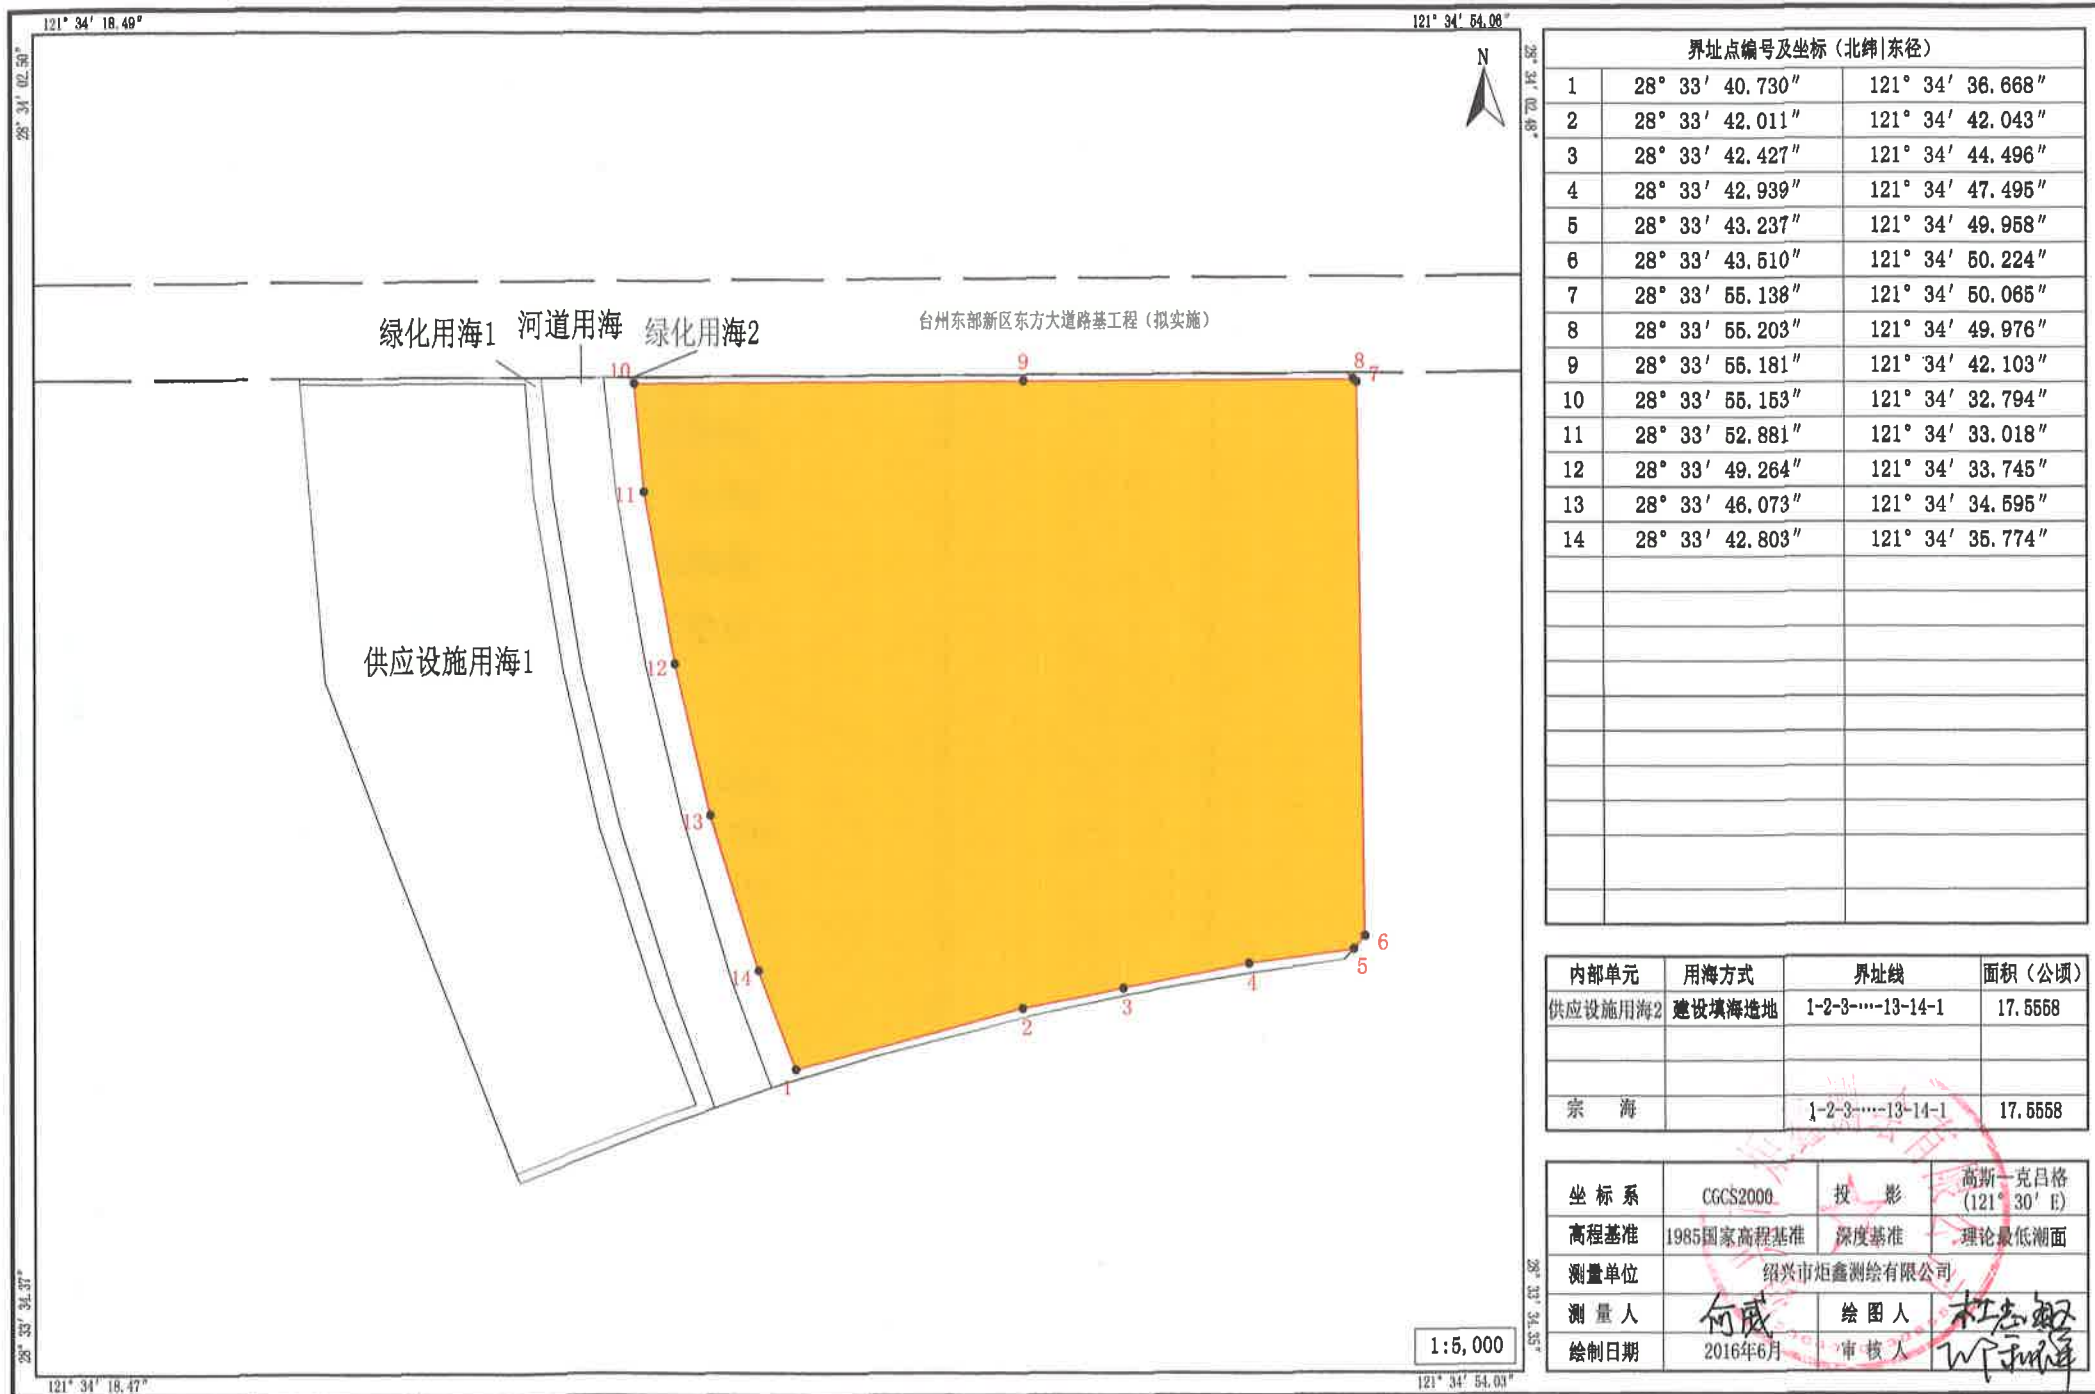 121° 34′ 18.49″
121° 34′ 54.06″
28° 34′ 02.50″
28° 34′ 02.48″
N
绿化用海1
河道用海
绿化用海2
台州东部新区东方大道路基工程（拟实施）
10
9
8
7
11
12
供应设施用海1
13
14
6
5
4
3
2
1
28° 33′ 34.37″
28° 33′ 34.35″
1:5,000
121° 34′ 18.47″
121° 34′ 54.03″
界址点编号及坐标（北纬|东径）
1 28° 33′ 40.730″ 121° 34′ 36.668″
2 28° 33′ 42.011″ 121° 34′ 42.043″
3 28° 33′ 42.427″ 121° 34′ 44.496″
4 28° 33′ 42.939″ 121° 34′ 47.495″
5 28° 33′ 43.237″ 121° 34′ 49.958″
6 28° 33′ 43.510″ 121° 34′ 50.224″
7 28° 33′ 55.138″ 121° 34′ 50.065″
8 28° 33′ 55.203″ 121° 34′ 49.976″
9 28° 33′ 55.181″ 121° 34′ 42.103″
10 28° 33′ 55.153″ 121° 34′ 32.794″
11 28° 33′ 52.881″ 121° 34′ 33.018″
12 28° 33′ 49.264″ 121° 34′ 33.745″
13 28° 33′ 46.073″ 121° 34′ 34.595″
14 28° 33′ 42.803″ 121° 34′ 35.774″
内部单元 用海方式 界址线 面积（公顷）
供应设施用海2 建设填海造地 1-2-3-…-13-14-1 17.5558
宗 海 1-2-3-…-13-14-1 17.5558
坐标系 CGCS2000 投 影 高斯—克吕格
(121° 30′ E)
高程基准 1985国家高程基准 深度基准 理论最低潮面
测量单位 绍兴市炬鑫测绘有限公司
测量人 何威 绘图人
绘制日期 2016年6月 审核人